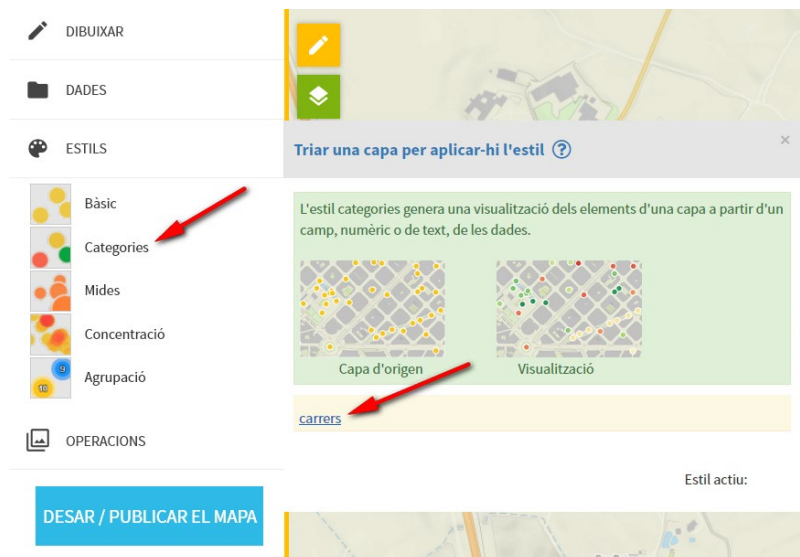 DIBUIXAR
DADES
ESTILS
Bàsic
Categories
Mides
Concentració
Agrupació
9
10
OPERACIONS
DESAR / PUBLICAR EL MAPA
Triar una capa per aplicar-hi l'estil ?
×
L'estil categories genera una visualització dels elements d'una capa a partir d'un
camp, numèric o de text, de les dades.
Capa d'origen
Visualització
carrers
Estil actiu: